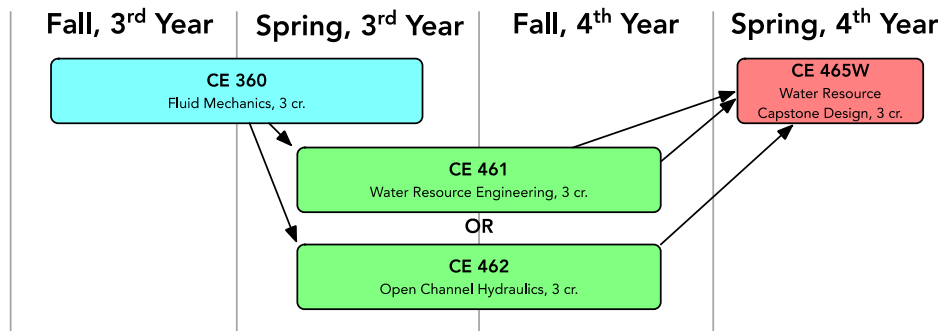 Fall, 3rd Year
Spring, 3rd Year
Fall, 4th Year
Spring, 4th Year
CE 360
Fluid Mechanics, 3 cr.
CE 465W
Water Resource
Capstone Design, 3 cr.
CE 461
Water Resource Engineering, 3 cr.
OR
CE 462
Open Channel Hydraulics, 3 cr.